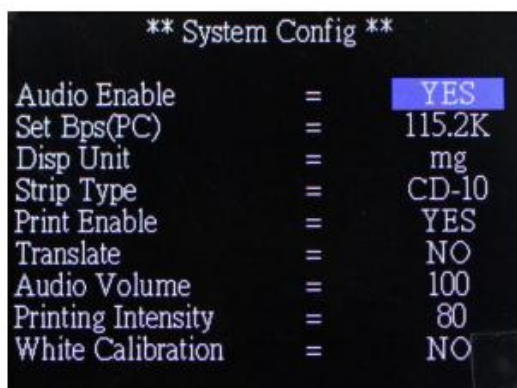 ** System Config **
Audio Enable = YES
Set Bps(PC) = 115.2K
Disp Unit = mg
Strip Type = CD-10
Print Enable = YES
Translate = NO
Audio Volume = 100
Printing Intensity = 80
White Calibration = NO